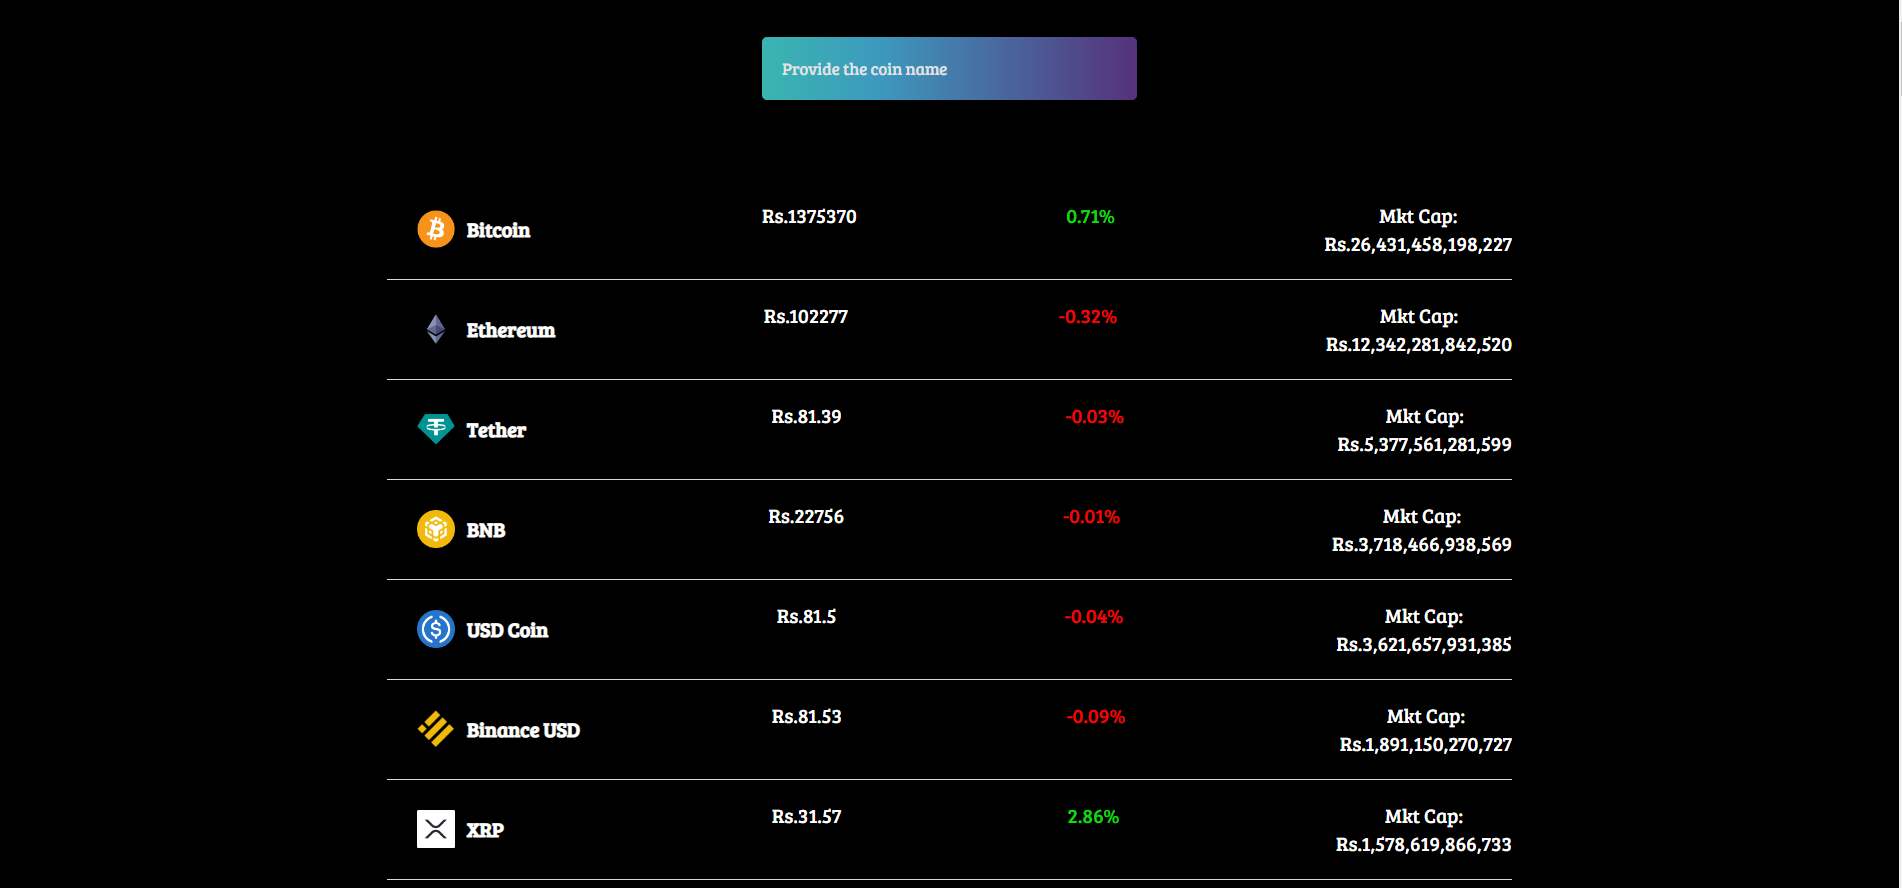 Provide the coin name
Bitcoin
Rs.1375370
0.71%
Mkt Cap:
Rs.26,431,458,198,227
Ethereum
Rs.102277
-0.32%
Mkt Cap:
Rs.12,342,281,842,520
Tether
Rs.81.39
-0.03%
Mkt Cap:
Rs.5,377,561,281,599
BNB
Rs.22756
-0.01%
Mkt Cap:
Rs.3,718,466,938,569
USD Coin
Rs.81.5
-0.04%
Mkt Cap:
Rs.3,621,657,931,385
Binance USD
Rs.81.53
-0.09%
Mkt Cap:
Rs.1,891,150,270,727
XRP
Rs.31.57
2.86%
Mkt Cap:
Rs.1,578,619,866,733